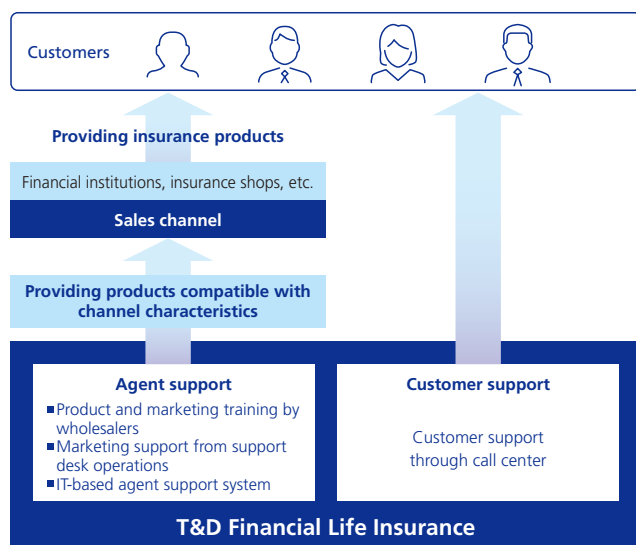 Customers
Providing insurance products
Financial institutions, insurance shops, etc.
Sales channel
Providing products compatible with
channel characteristics
Agent support
■Product and marketing training by
wholesalers
■Marketing support from support
desk operations
■IT-based agent support system
Customer support
Customer support
through call center
T&D Financial Life Insurance